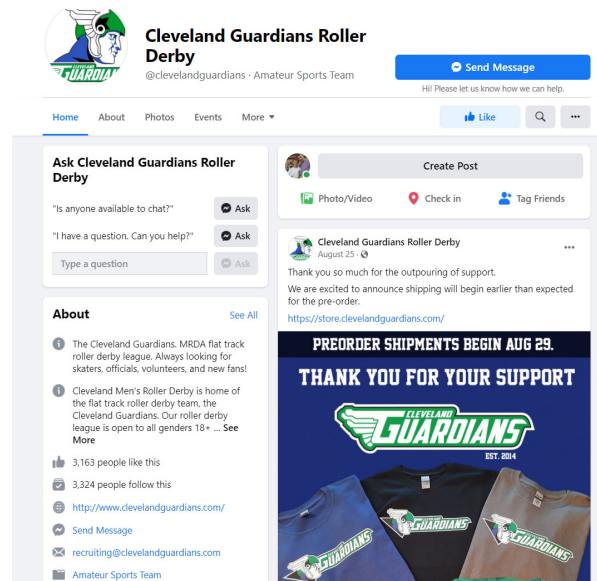 Cleveland Guardians Roller
Derby
@clevelandguardians · Amateur Sports Team
CLEVELAND
GUARDIAN
Send Message
Hi! Please let us know how we can help.
Home
About
Photos
Events
More
Like
Ask Cleveland Guardians Roller
Derby
"Is anyone available to chat?"
Ask
"I have a question. Can you help?"
Ask
Type a question
Ask
About
See All
The Cleveland Guardians. MRDA flat track
roller derby league. Always looking for
skaters, officials, volunteers, and new fans!
Cleveland Men's Roller Derby is home of
the flat track roller derby team, the
Cleveland Guardians. Our roller derby
league is open to all genders 18+ ... See
More
3,163 people like this
3,324 people follow this
http://www.clevelandguardians.com/
Send Message
recruiting@clevelandguardians.com
Amateur Sports Team
Create Post
Photo/Video
Check in
Tag Friends
Cleveland Guardians Roller Derby
August 25 ·
Thank you so much for the outpouring of support.
We are excited to announce shipping will begin earlier than expected
for the pre-order.
https://store.clevelandguardians.com/
PREORDER SHIPMENTS BEGIN AUG 29.
THANK YOU FOR YOUR SUPPORT
CLEVELAND
GUARDIANS
EST. 2014
GUARDIANS
GUARDIANS
GUARDIANS